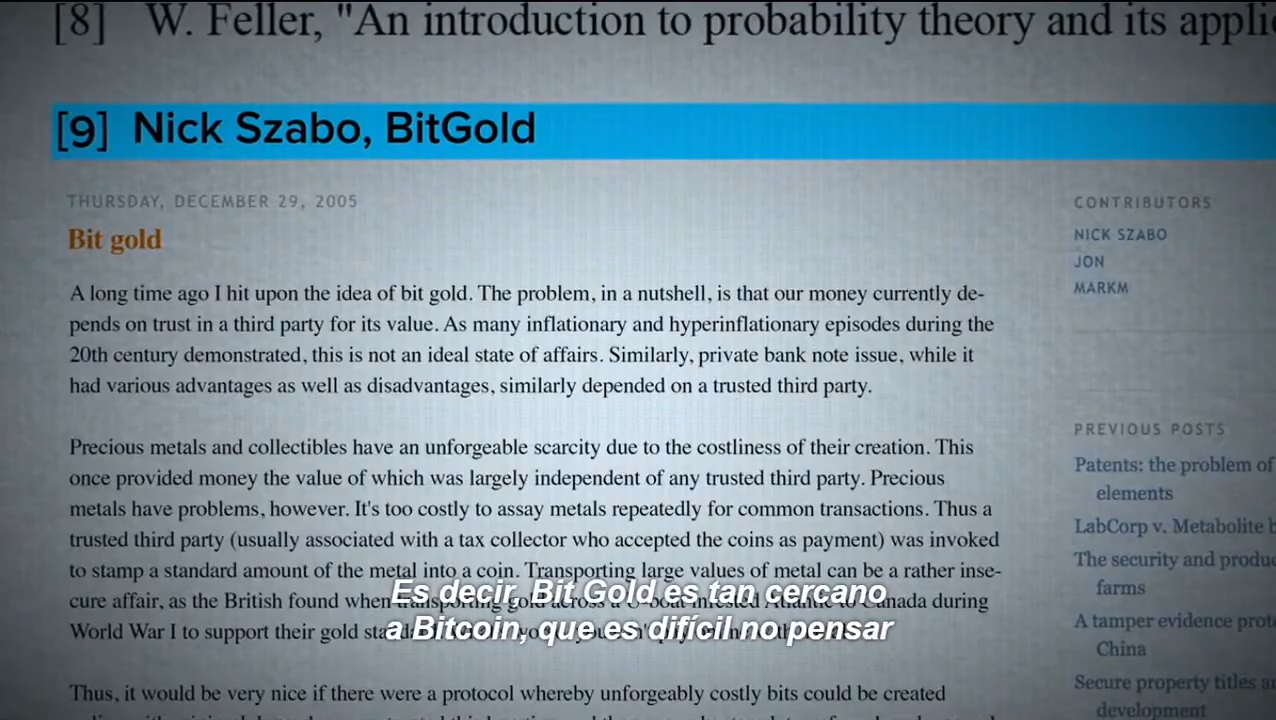 [8] W. Feller, "An introduction to probability theory and its appli
[9] Nick Szabo, BitGold
THURSDAY, DECEMBER 29, 2005
Bit gold
A long time ago I hit upon the idea of bit gold. The problem, in a nutshell, is that our money currently de-
pends on trust in a third party for its value. As many inflationary and hyperinflationary episodes during the
20th century demonstrated, this is not an ideal state of affairs. Similarly, private bank note issue, while it
had various advantages as well as disadvantages, similarly depended on a trusted third party.
Precious metals and collectibles have an unforgeable scarcity due to the costliness of their creation. This
once provided money the value of which was largely independent of any trusted third party. Precious
metals have problems, however. It's too costly to assay metals repeatedly for common transactions. Thus a
trusted third party (usually associated with a tax collector who accepted the coins as payment) was invoked
to stamp a standard amount of the metal into a coin. Transporting large values of metal can be a rather inse-
cure affair, as the British found when transporting gold across a U-boat infested Atlantic to Canada during
World War I to support their gold
Thus, it would be very nice if there were a protocol whereby unforgeably costly bits could be created
CONTRIBUTORS
NICK SZABO
JON
MARKM
PREVIOUS POSTS
Patents: the problem of
elements
LabCorp v. Metabolite
The security and produc
farms
A tamper evidence prot
China
Secure property titles a
development
Es decir, Bit Gold es tan cercano
a Bitcoin, que es difícil no pensar